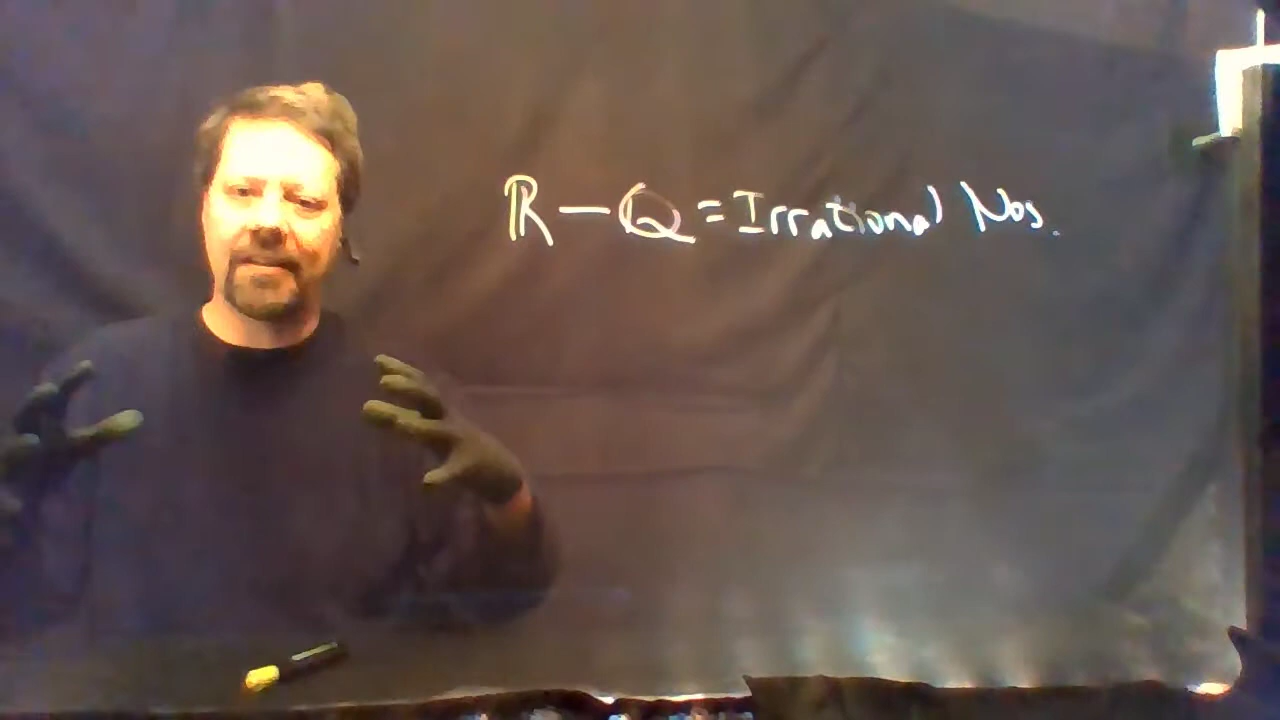 ℝ − ℚ = Irrational Nos.